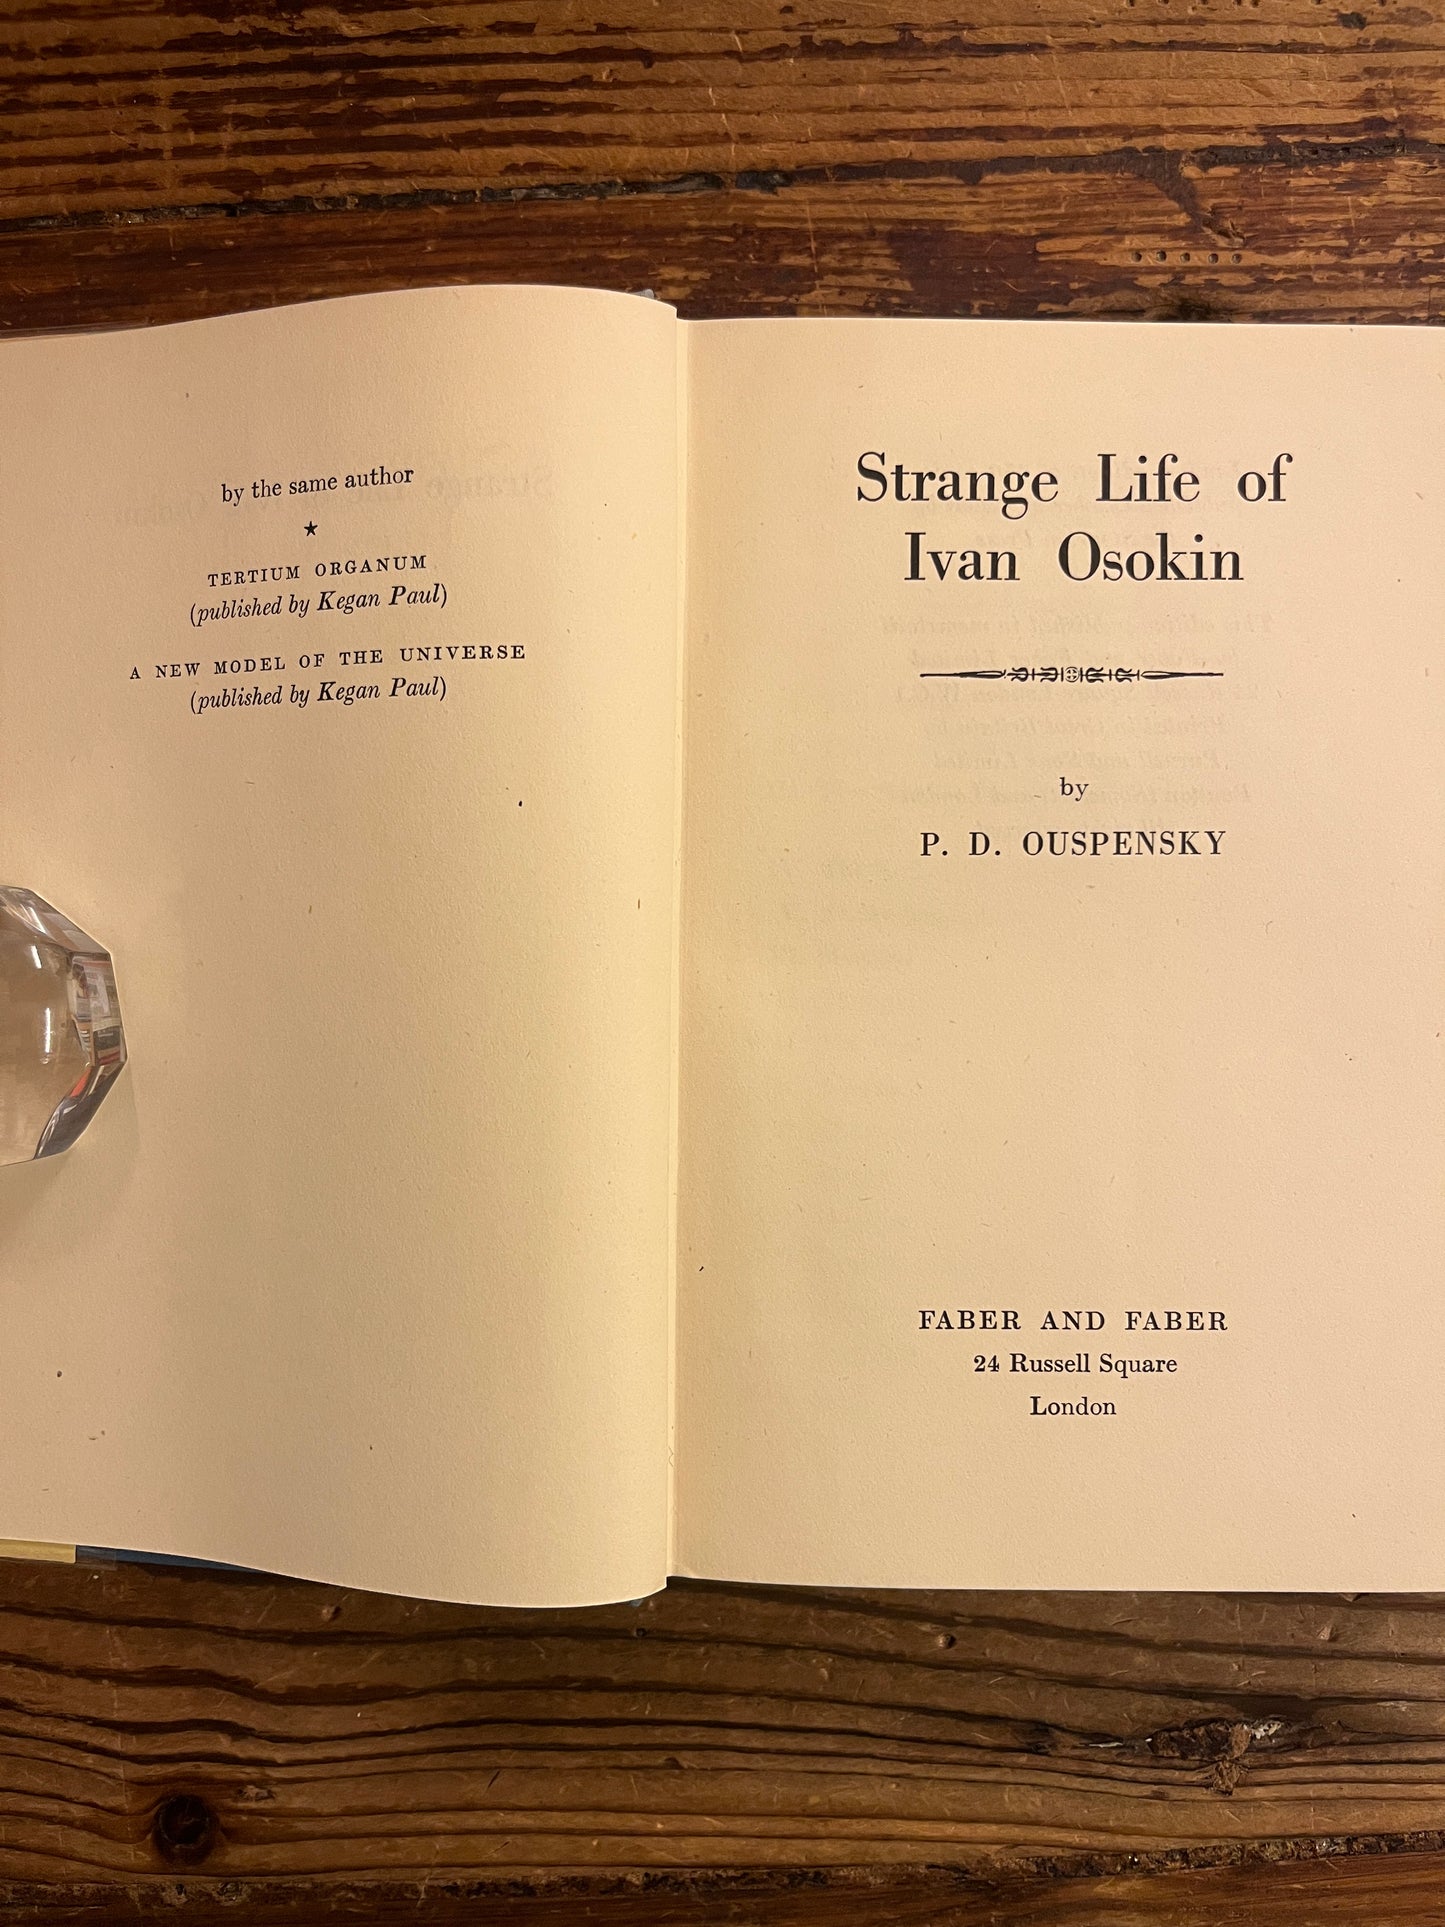 by the same author
TERTIUM ORGANUM
(published by Kegan Paul)
A NEW MODEL OF THE UNIVERSE
(published by Kegan Paul)
Strange Life of
Ivan Osokin
by
P. D. OUSPENSKY
FABER AND FABER
24 Russell Square
London